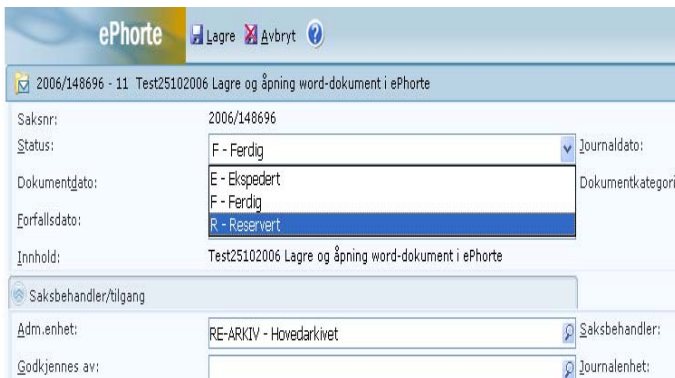 ePhorte Lagre Avbryt ?
2006/148696 - 11 Test25102006 Lagre og åpning word-dokument i ePhorte
Saksnr: 2006/148696
Status: F - Ferdig Journaldato:
Dokumentdato: E - Ekspedert Dokumentkategori
F - Ferdig
Forfallsdato: R - Reservert
Innhold: Test25102006 Lagre og åpning word-dokument i ePhorte
Saksbehandler/tilgang
Adm.enhet: RE-ARKIV - Hovedarkivet Saksbehandler:
Godkjennes av: Journalenhet: